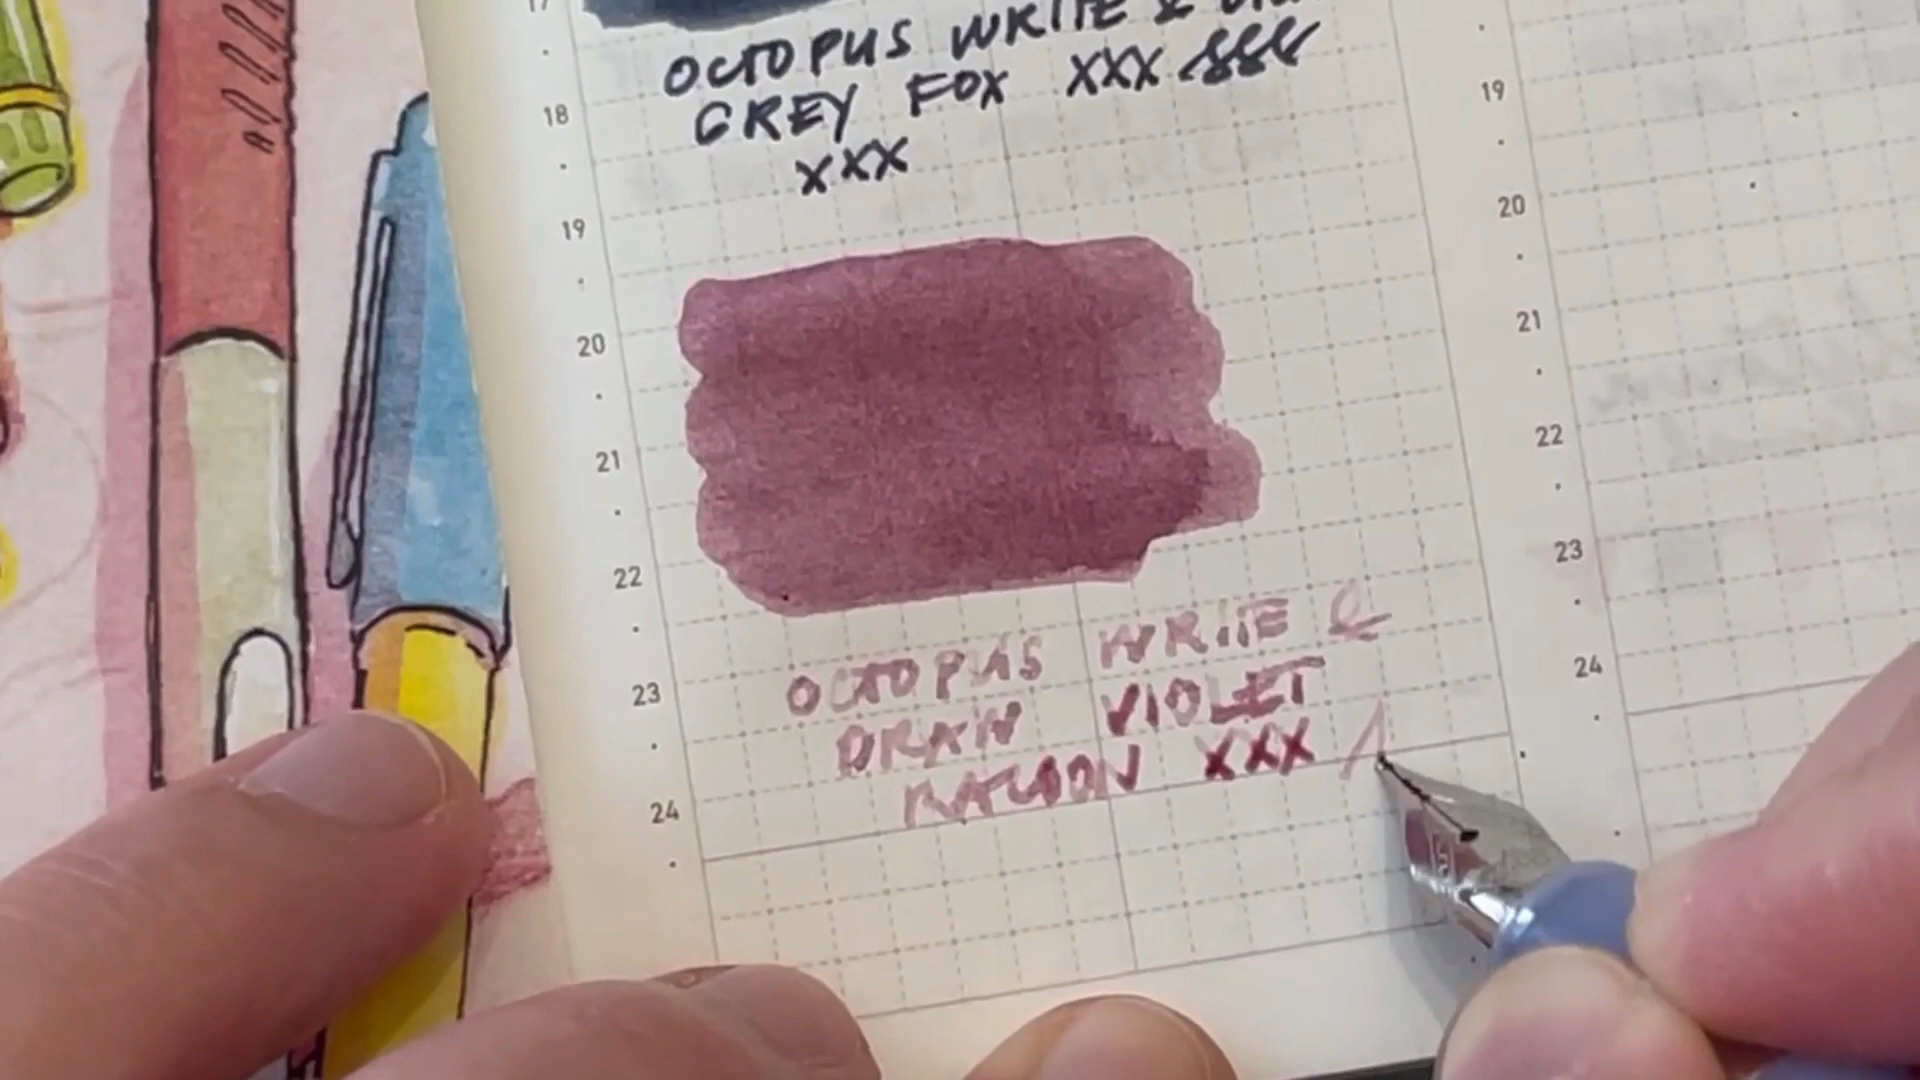 17
OCTOPUS WRITE &
18
GREY FOX XXX
XXX
19
20
21
22
OCTOPUS WRITE &
23
DRAW VIOLET
RACOON XXX
24
19
20
21
22
23
24